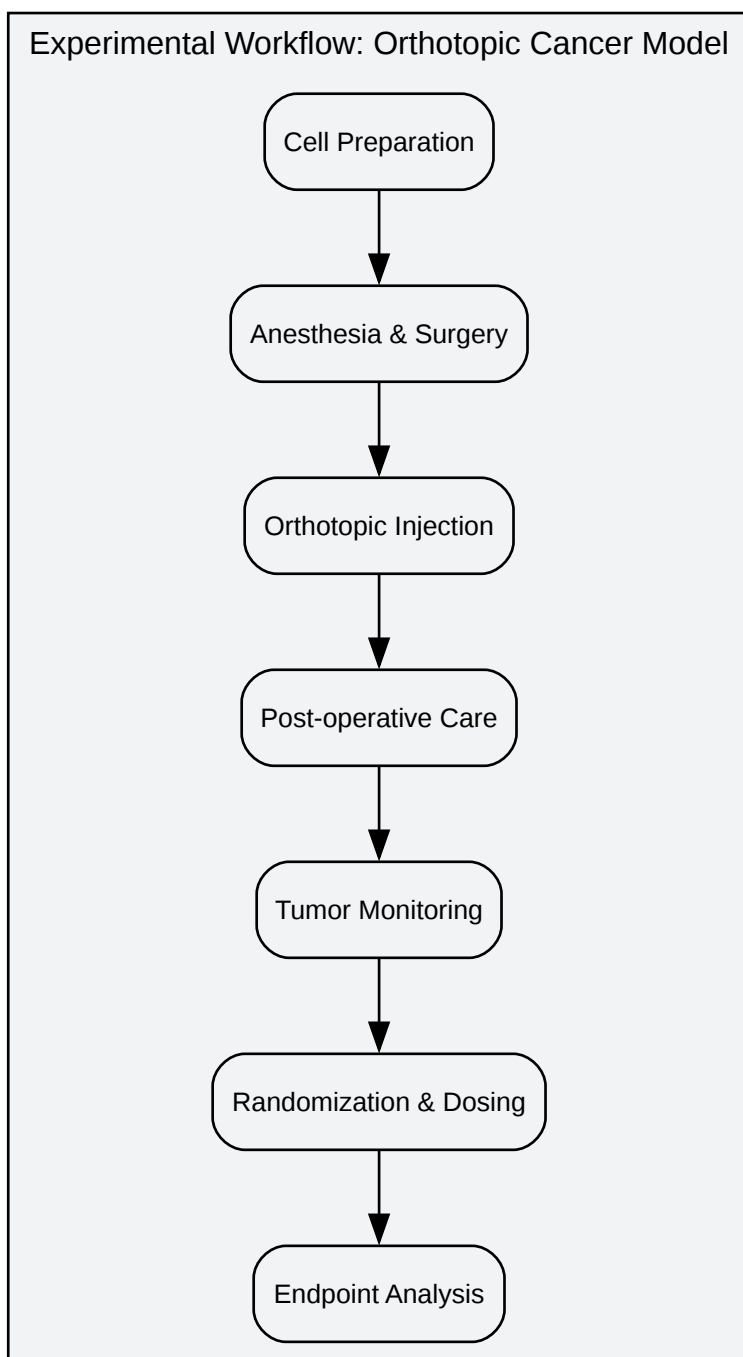 Experimental Workflow: Orthotopic Cancer Model
Cell Preparation
Anesthesia & Surgery
Orthotopic Injection
Post-operative Care
Tumor Monitoring
Randomization & Dosing
Endpoint Analysis